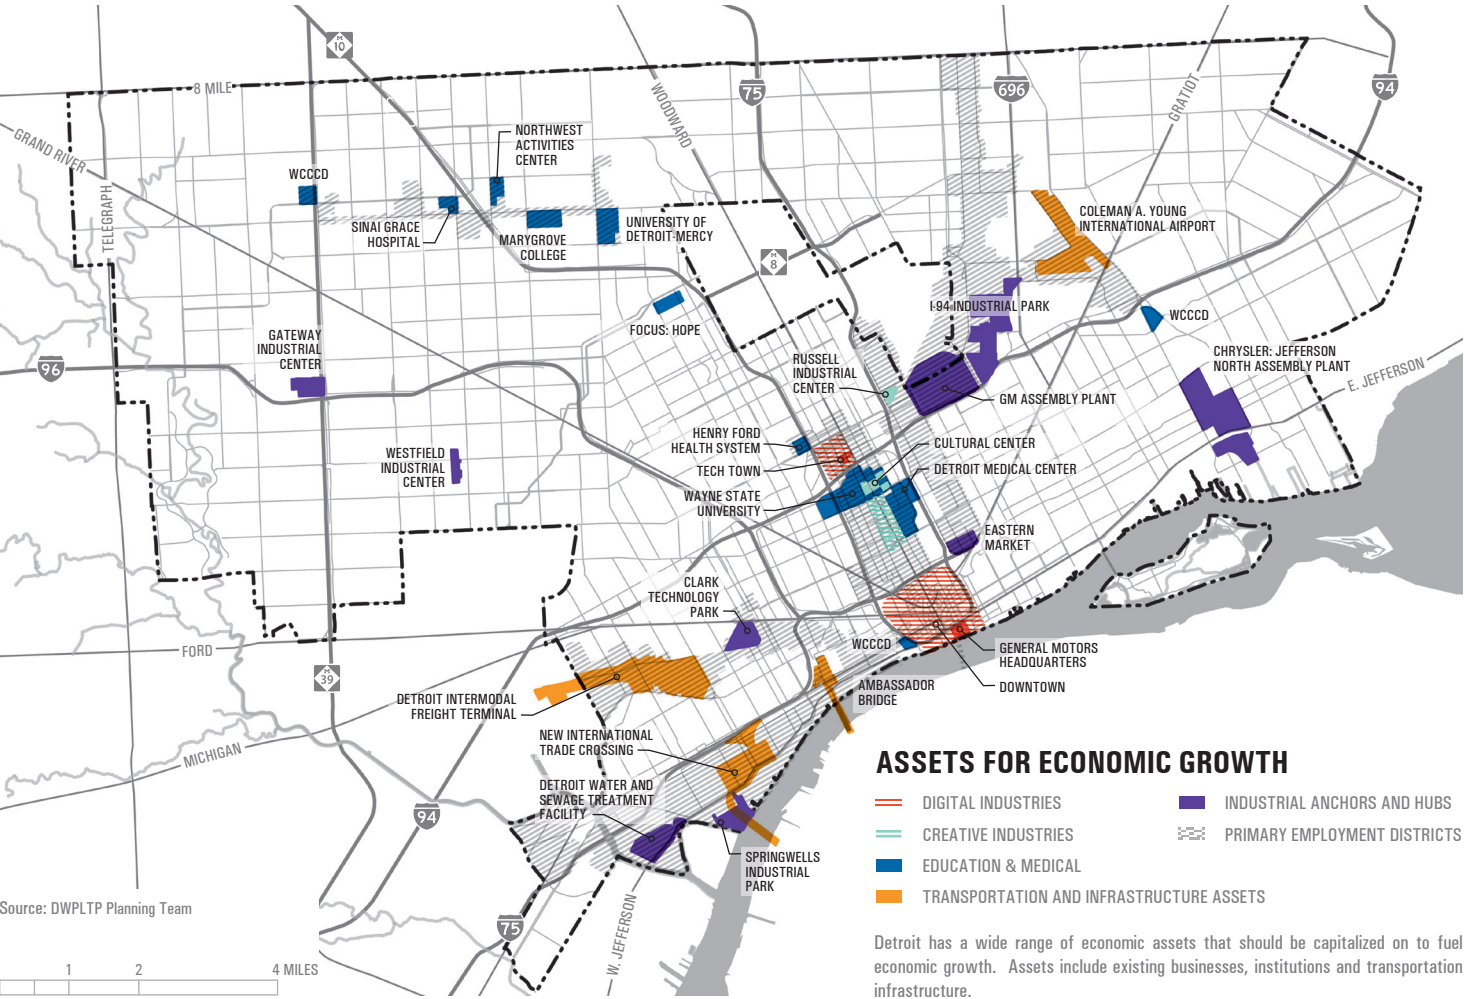 M
10
8 MILE
75
696
94
WOODWARD
GRATIOT
GRAND RIVER
TELEGRAPH
NORTHWEST
ACTIVITIES
CENTER
WCCCD
SINAI GRACE
HOSPITAL
MARYGROVE
COLLEGE
UNIVERSITY OF
DETROIT-MERCY
COLEMAN A. YOUNG
INTERNATIONAL AIRPORT
M
8
FOCUS: HOPE
I-94 INDUSTRIAL PARK
WCCCD
GATEWAY
INDUSTRIAL
CENTER
96
RUSSELL
INDUSTRIAL
CENTER
CHRYSLER: JEFFERSON
NORTH ASSEMBLY PLANT
E. JEFFERSON
GM ASSEMBLY PLANT
HENRY FORD
HEALTH SYSTEM
CULTURAL CENTER
TECH TOWN
DETROIT MEDICAL CENTER
WESTFIELD
INDUSTRIAL
CENTER
WAYNE STATE
UNIVERSITY
EASTERN
MARKET
CLARK
TECHNOLOGY
PARK
WCCCD
GENERAL MOTORS
HEADQUARTERS
DOWNTOWN
FORD
M
39
AMBASSADOR
BRIDGE
DETROIT INTERMODAL
FREIGHT TERMINAL
MICHIGAN
NEW INTERNATIONAL
TRADE CROSSING
DETROIT WATER AND
SEWAGE TREATMENT
FACILITY
94
SPRINGWELLS
INDUSTRIAL
PARK
75
W. JEFFERSON
ASSETS FOR ECONOMIC GROWTH
DIGITAL INDUSTRIES
CREATIVE INDUSTRIES
EDUCATION & MEDICAL
TRANSPORTATION AND INFRASTRUCTURE ASSETS
INDUSTRIAL ANCHORS AND HUBS
PRIMARY EMPLOYMENT DISTRICTS
Detroit has a wide range of economic assets that should be capitalized on to fuel
economic growth. Assets include existing businesses, institutions and transportation
infrastructure.
Source: DWPLTP Planning Team
1 2 4 MILES